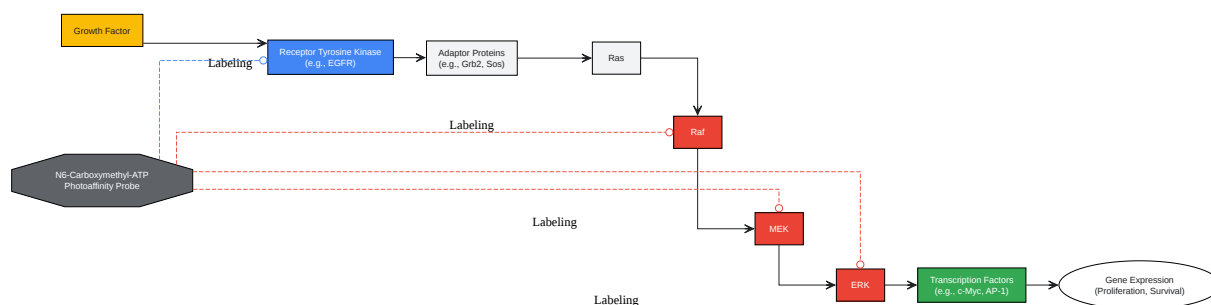 Growth Factor
Receptor Tyrosine Kinase
(e.g., EGFR)
Labeling
Adaptor Proteins
(e.g., Grb2, Sos)
Ras
Labeling
Raf
N6-Carboxymethyl-ATP
Photoaffinity Probe
Labeling
MEK
ERK
Labeling
Transcription Factors
(e.g., c-Myc, AP-1)
Gene Expression
(Proliferation, Survival)